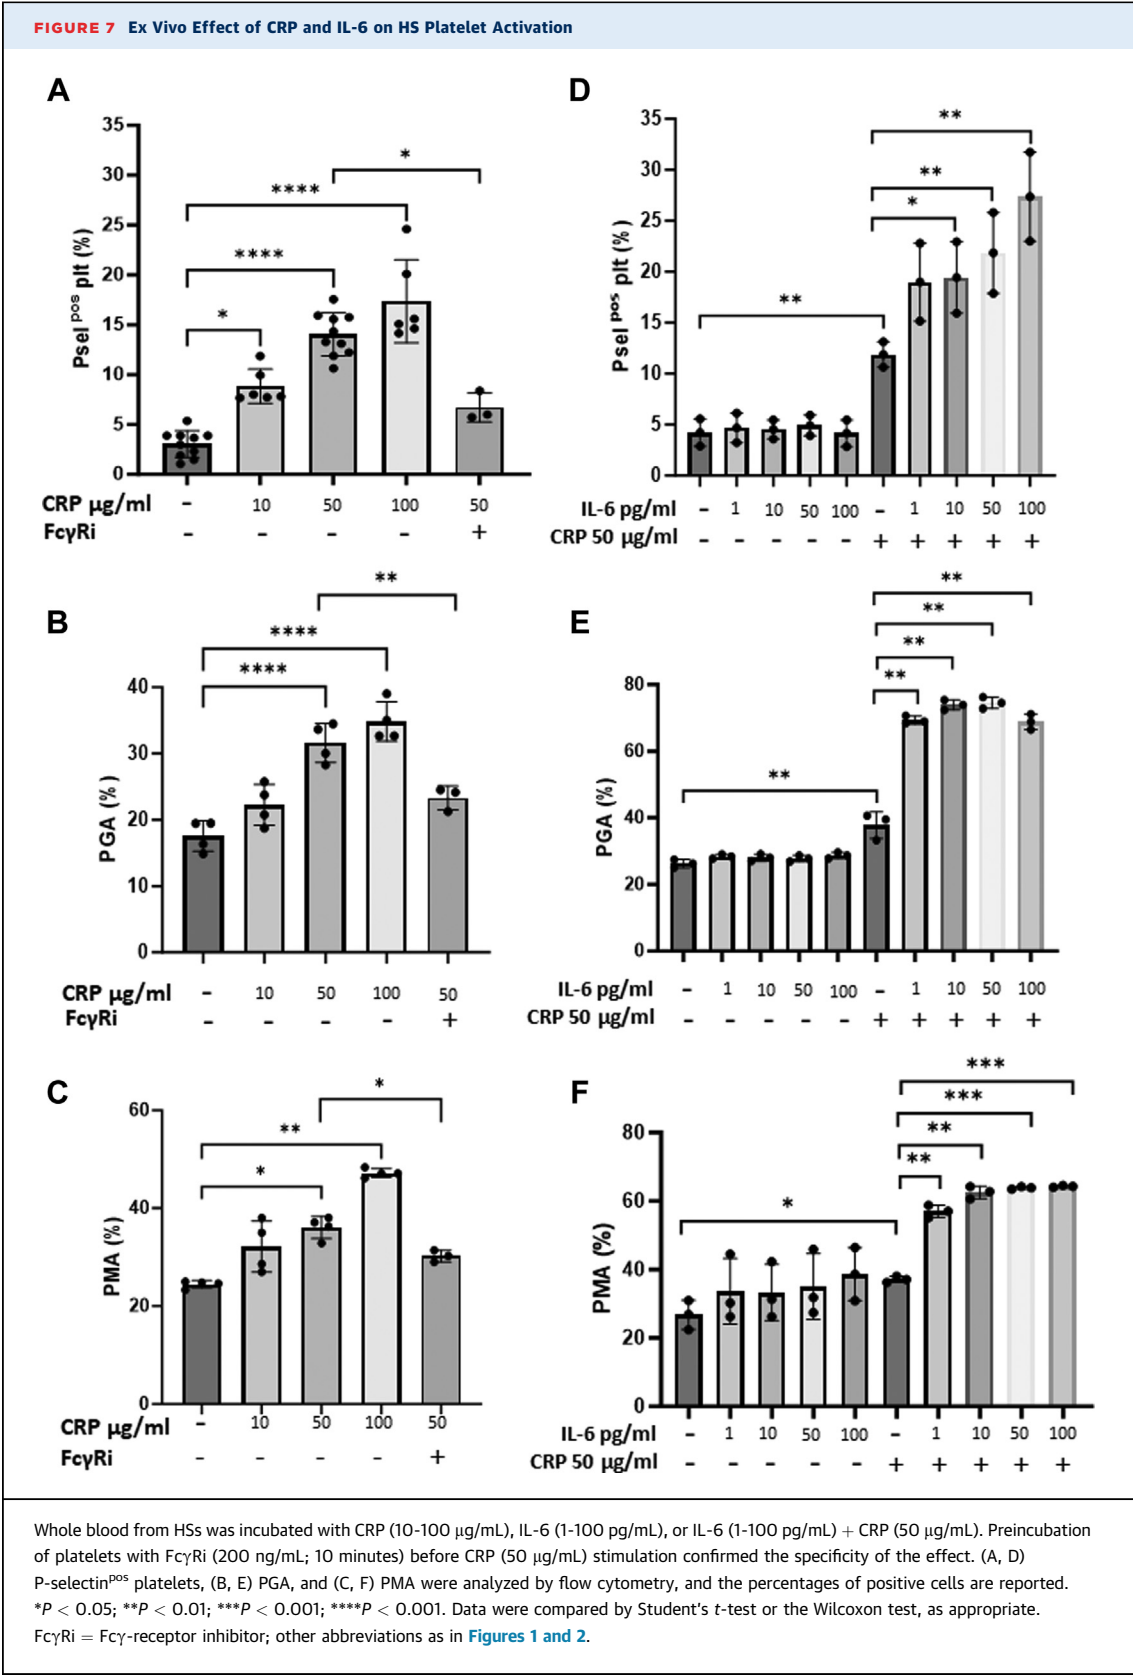 FIGURE 7 Ex Vivo Effect of CRP and IL-6 on HS Platelet Activation
A
Psel pos plt (%)
35
30
25
20
15
10
5
0
*
****
****
*
CRP µg/ml - 10 50 100 50
FcγRi - - - - +
D
Psel pos plt (%)
35
30
25
20
15
10
5
0
**
*
**
**
IL-6 pg/ml - 1 10 50 100 - 1 10 50 100
CRP 50 µg/ml - - - - - + + + + +
B
PGA (%)
40
30
20
10
0
****
****
**
CRP µg/ml - 10 50 100 50
FcγRi - - - - +
E
PGA (%)
80
60
40
20
0
**
**
**
**
**
IL-6 pg/ml - 1 10 50 100 - 1 10 50 100
CRP 50 µg/ml - - - - - + + + + +
C
PMA (%)
60
40
20
0
*
**
*
CRP µg/ml - 10 50 100 50
FcγRi - - - - +
F
PMA (%)
80
60
40
20
0
*
**
**
***
***
IL-6 pg/ml - 1 10 50 100 - 1 10 50 100
CRP 50 µg/ml - - - - - + + + + +
Whole blood from HSs was incubated with CRP (10-100 µg/mL), IL-6 (1-100 pg/mL), or IL-6 (1-100 pg/mL) + CRP (50 µg/mL). Preincubation
of platelets with FcγRi (200 ng/mL; 10 minutes) before CRP (50 µg/mL) stimulation confirmed the specificity of the effect. (A, D)
P-selectinpos platelets, (B, E) PGA, and (C, F) PMA were analyzed by flow cytometry, and the percentages of positive cells are reported.
*P < 0.05; **P < 0.01; ***P < 0.001; ****P < 0.001. Data were compared by Student's t-test or the Wilcoxon test, as appropriate.
FcγRi = Fcγ-receptor inhibitor; other abbreviations as in Figures 1 and 2.